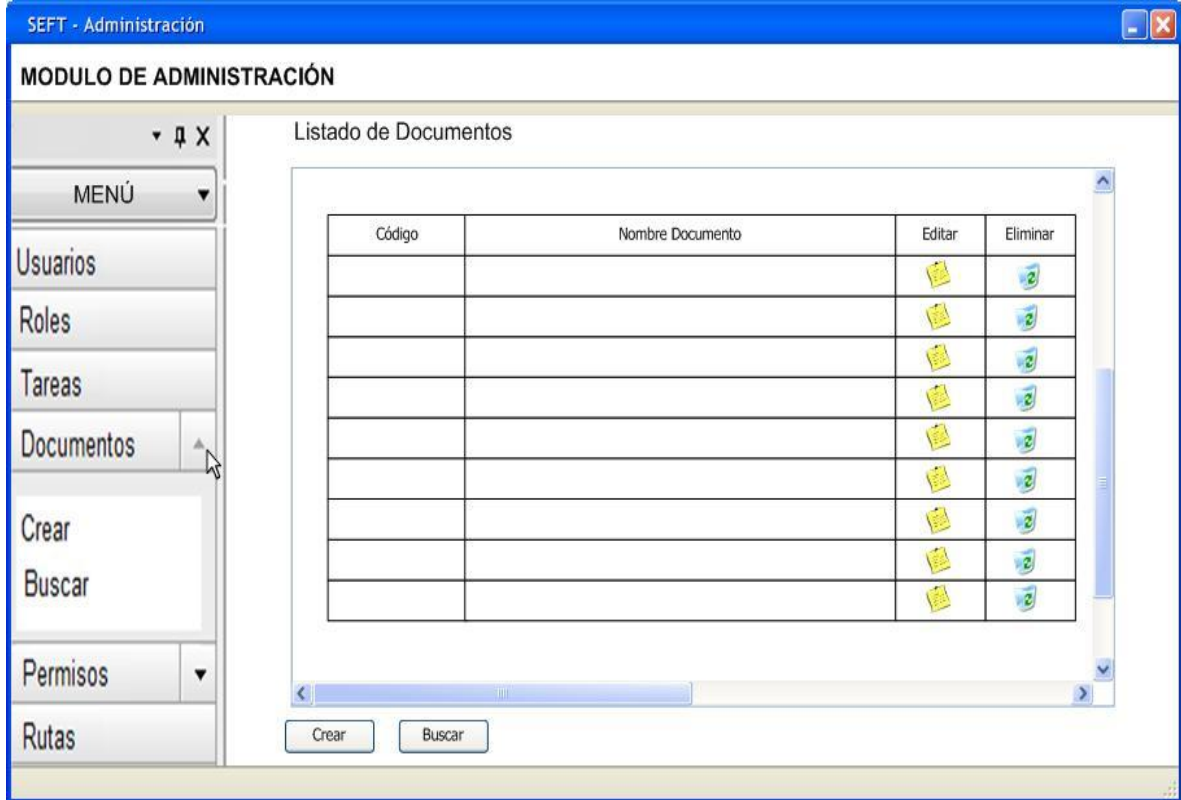 SEFT - Administración
MODULO DE ADMINISTRACIÓN
MENÚ
Usuarios
Roles
Tareas
Documentos
Crear
Buscar
Permisos
Rutas
Listado de Documentos
Código Nombre Documento Editar Eliminar
Crear Buscar